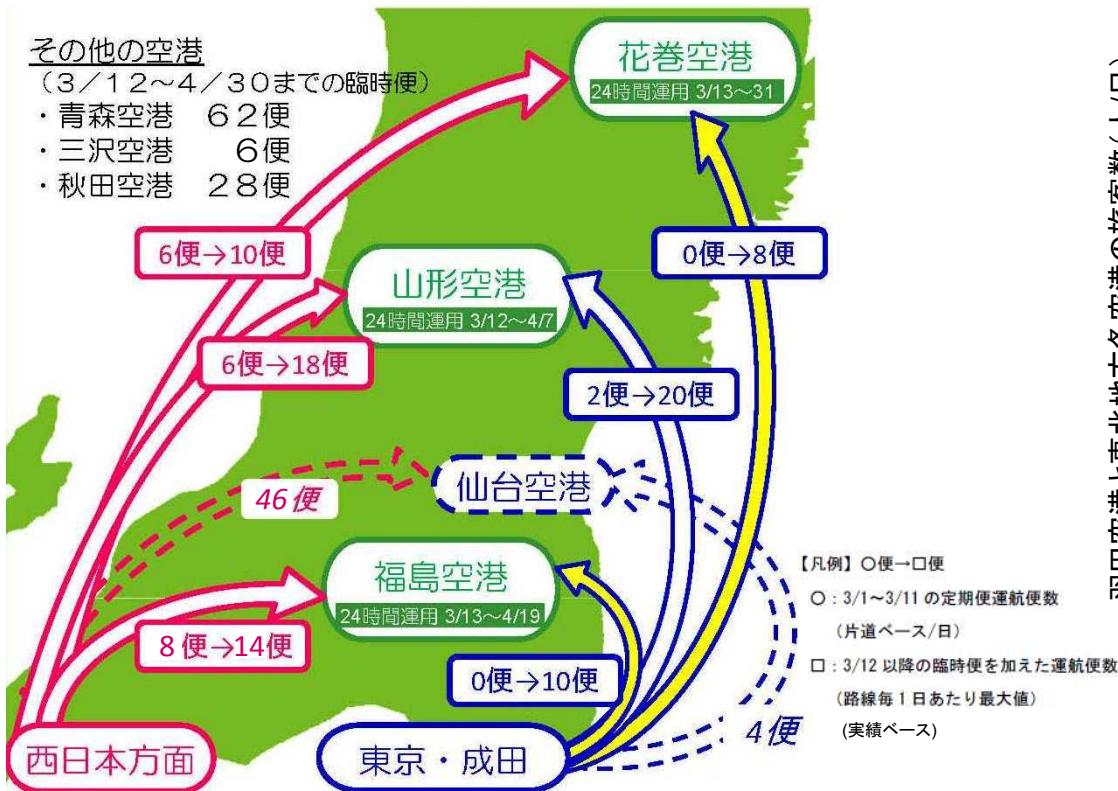 その他の空港
（３／１２～４／３０までの臨時便）
・青森空港　６２便
・三沢空港　　６便
・秋田空港　２８便
花巻空港
24時間運用 3/13～31
6便→10便
0便→8便
山形空港
24時間運用 3/12～4/7
6便→18便
2便→20便
仙台空港
46便
福島空港
24時間運用 3/13～4/19
8便→14便
0便→10便
4便
西日本方面
東京・成田
【凡例】○便→□便
○：3/1～3/11 の定期便運航便数
（片道ベース/日）
□：3/12 以降の臨時便を加えた運航便数
（路線毎１日あたり最大値）
(実績ベース)